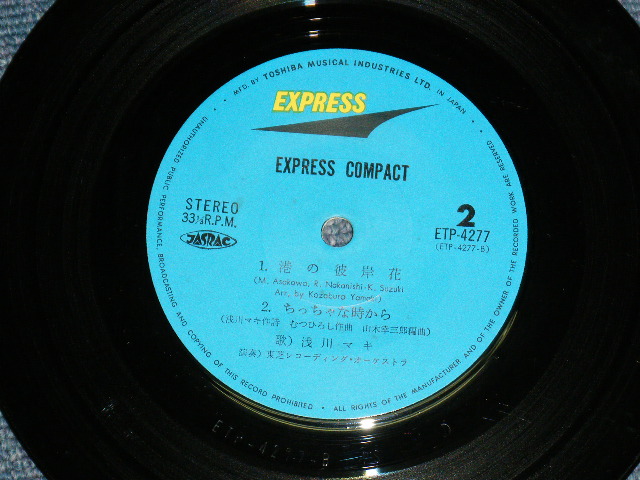 MFD. BY TOSHIBA MUSICAL INDUSTRIES LTD. IN JAPAN
EXPRESS
EXPRESS COMPACT
STEREO
33⅓R.P.M.
JASRAC
2
ETP-4277
(ETP-4277-B)
1. 港の彼岸花
(M. Asakawa, R. Nakanishi-K. Suzuki
Arr. by Kozaburo Yamaki)
2. ちっちゃな時から
(浅川マキ作詩 むつひろし作曲 山木幸三郎編曲)
歌) 浅川マキ
演奏) 東芝レコーディング・オーケストラ
UNAUTHORIZED PUBLIC PERFORMANCE, BROADCASTING AND COPYING OF THIS RECORD PROHIBITED • ALL RIGHTS OF THE MANUFACTURER AND OF THE OWNER OF THE RECORDED WORK ARE RESERVED
ETP-4277-B